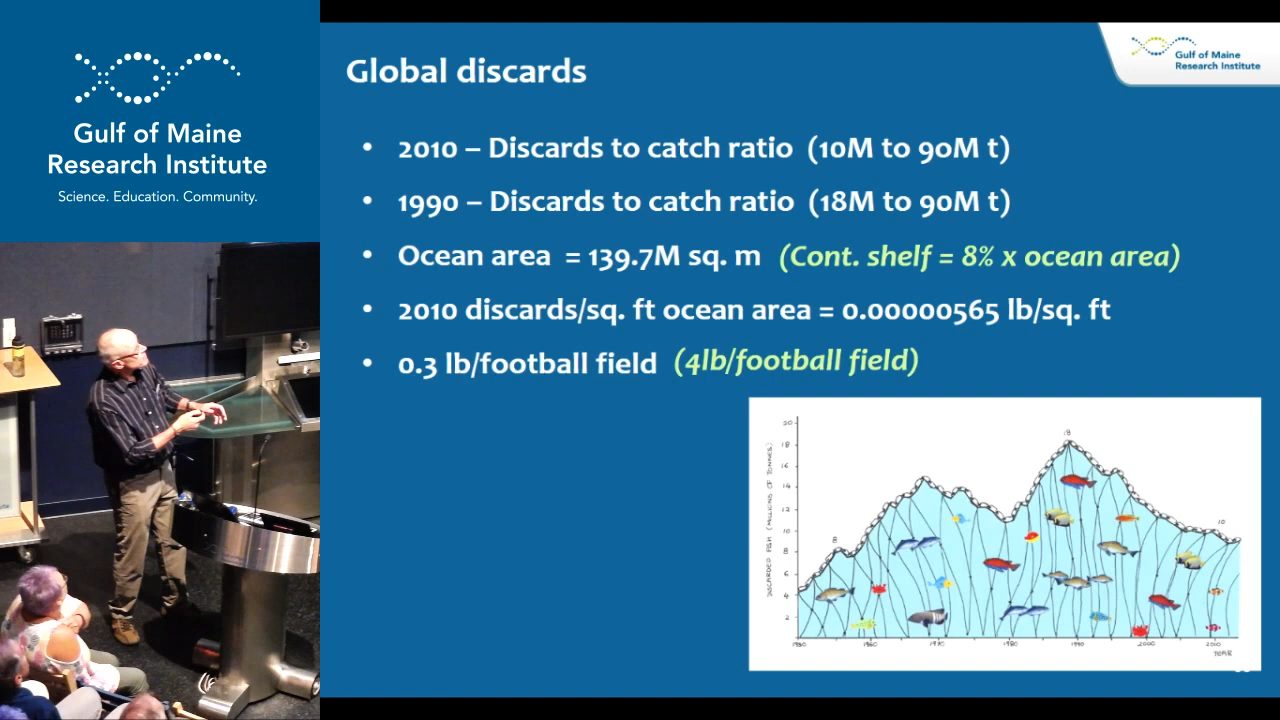 Gulf of Maine
Research Institute
Science. Education. Community.
Gulf of Maine
Research Institute
Global discards
• 2010 – Discards to catch ratio (10M to 90M t)
• 1990 – Discards to catch ratio (18M to 90M t)
• Ocean area = 139.7M sq. m (Cont. shelf = 8% x ocean area)
• 2010 discards/sq. ft ocean area = 0.00000565 lb/sq. ft
• 0.3 lb/football field (4lb/football field)
DISCARDED FISH (MILLIONS OF TONNES)
20
18
16
14
12
10
8
6
4
2
8
18
10
1950 1960 1970 1980 1990 2000 2010
YEAR